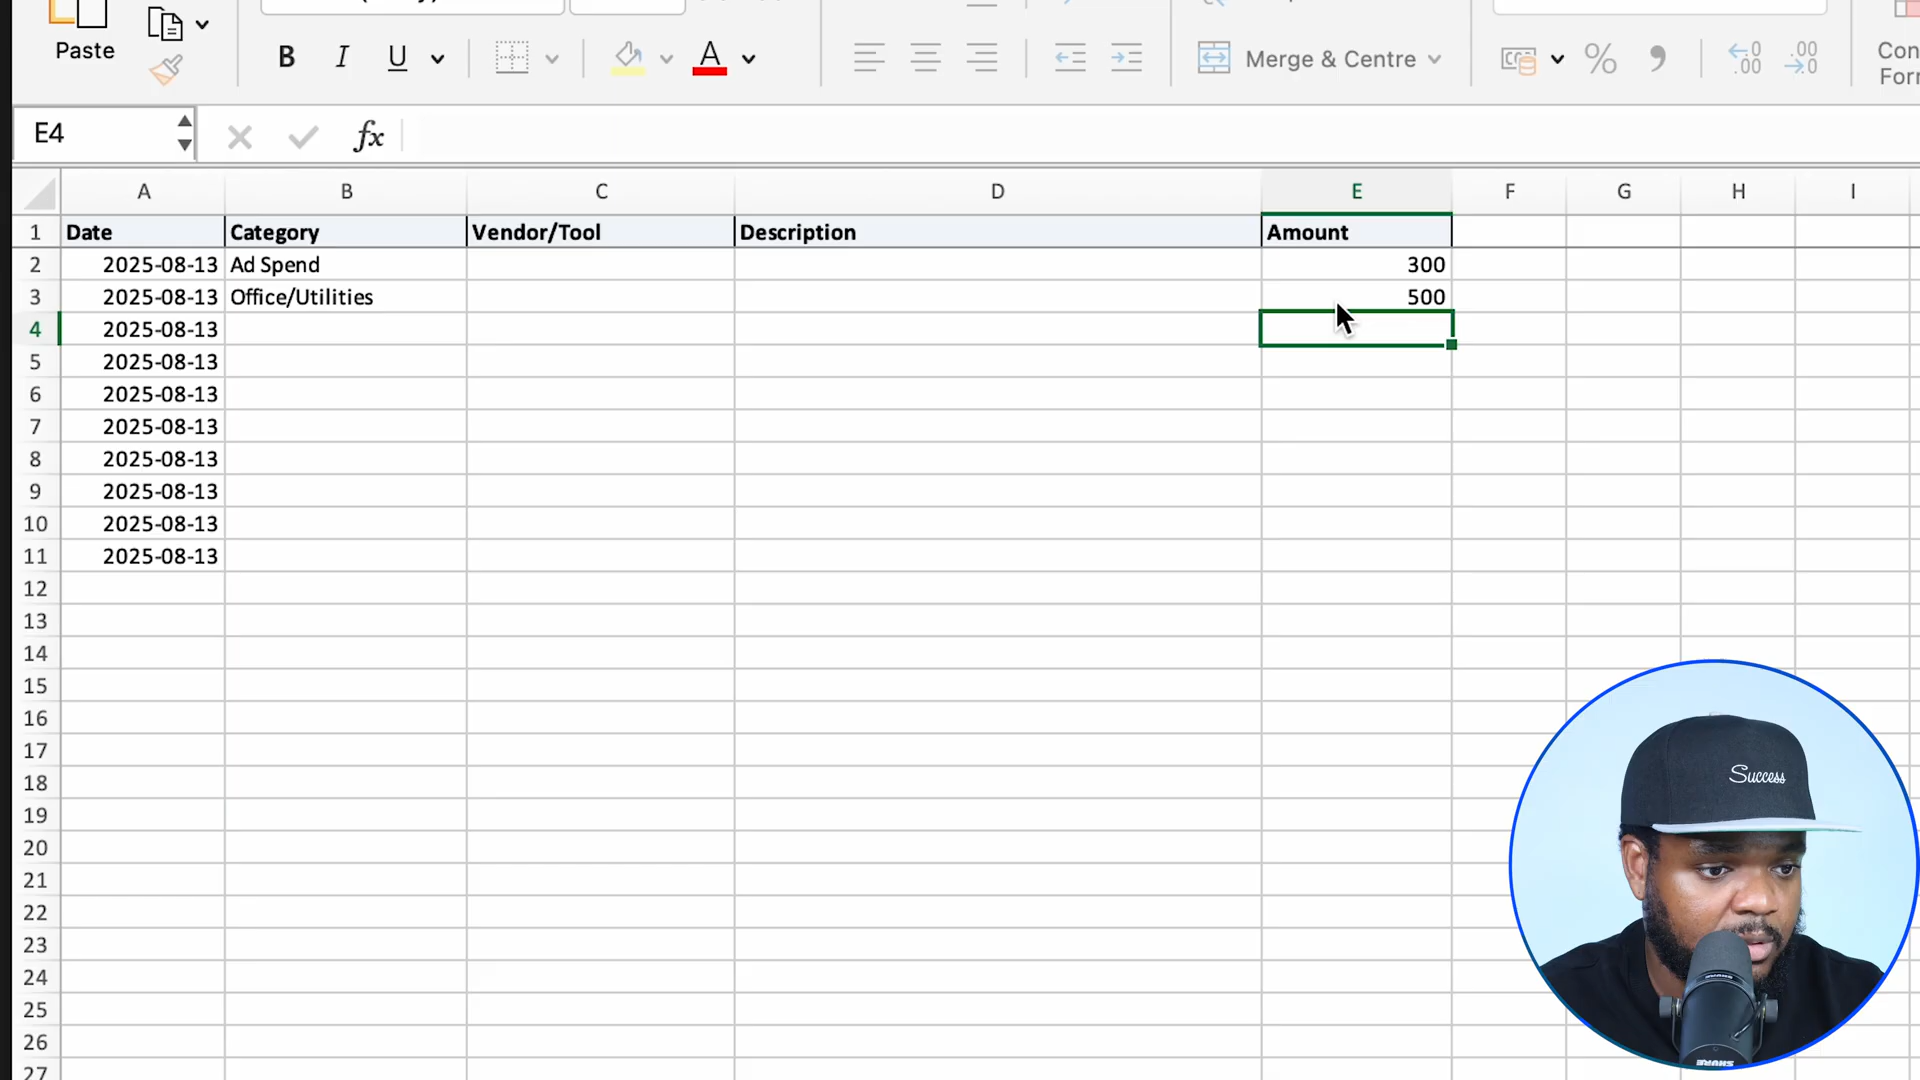 Paste
B I U A Merge & Centre % .00 .00 Con
Forr
E4 fx
A B C D E F G H I
1 Date Category Vendor/Tool Description Amount
2 2025-08-13 Ad Spend 300
3 2025-08-13 Office/Utilities 500
4 2025-08-13
5 2025-08-13
6 2025-08-13
7 2025-08-13
8 2025-08-13
9 2025-08-13
10 2025-08-13
11 2025-08-13
12
13
14
15
16
17
18
Success
19
20
21
22
23
24
25
26
27
SHURE